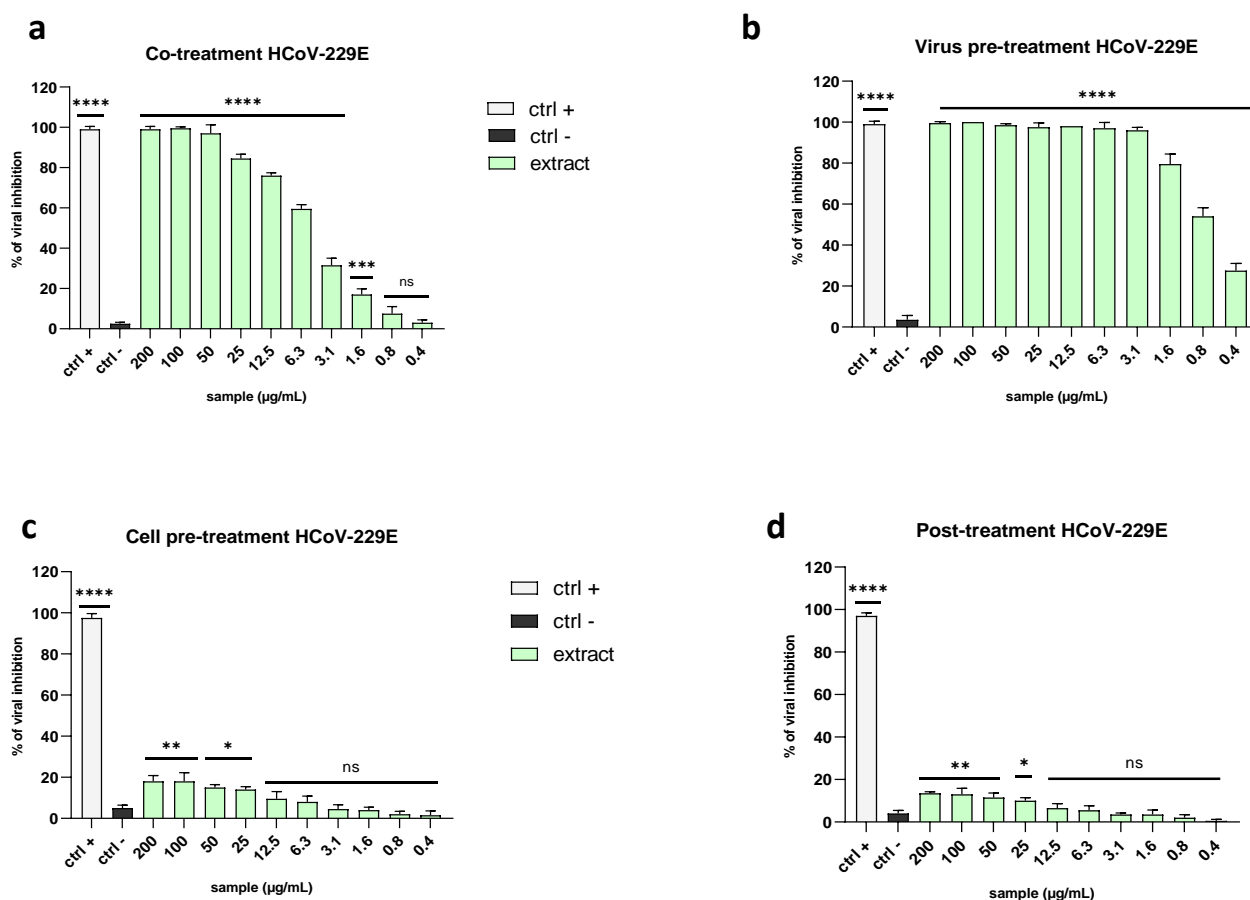 a
Co-treatment HCoV-229E
% of viral inhibition
120
100
80
60
40
20
0
****
****
***
ns
ctrl +
ctrl -
200
100
50
25
12.5
6.3
3.1
1.6
0.8
0.4
sample (µg/mL)
ctrl +
ctrl -
extract
b
Virus pre-treatment HCoV-229E
% of viral inhibition
120
100
80
60
40
20
0
****
****
ctrl +
ctrl -
200
100
50
25
12.5
6.3
3.1
1.6
0.8
0.4
sample (µg/mL)
c
Cell pre-treatment HCoV-229E
% of viral inhibition
120
100
80
60
40
20
0
****
**
*
ns
ctrl +
ctrl -
200
100
50
25
12.5
6.3
3.1
1.6
0.8
0.4
sample (µg/mL)
ctrl +
ctrl -
extract
d
Post-treatment HCoV-229E
% of viral inhibition
120
100
80
60
40
20
0
****
**
*
ns
ctrl +
ctrl -
200
100
50
25
12.5
6.3
3.1
1.6
0.8
0.4
sample (µg/mL)